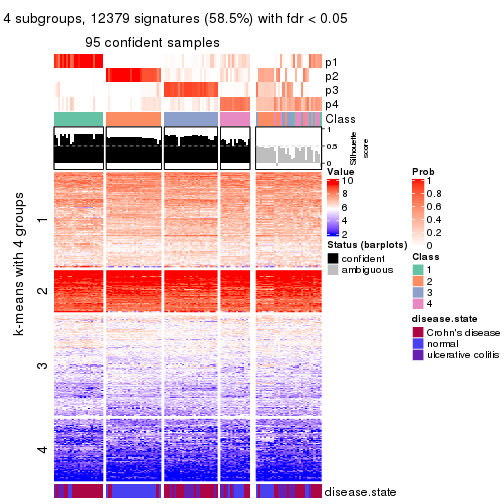 4 subgroups, 12379 signatures (58.5%) with fdr < 0.05
95 confident samples
p1
p2
p3
p4
Class
1
0.5
0
Silhouette
score
k-means with 4 groups
1
2
3
4
disease.state
Value
10
8
6
4
2
Status (barplots)
confident
ambiguous
Prob
1
0.8
0.6
0.4
0.2
0
Class
1
2
3
4
disease.state
Crohn's disease
normal
ulcerative colitis